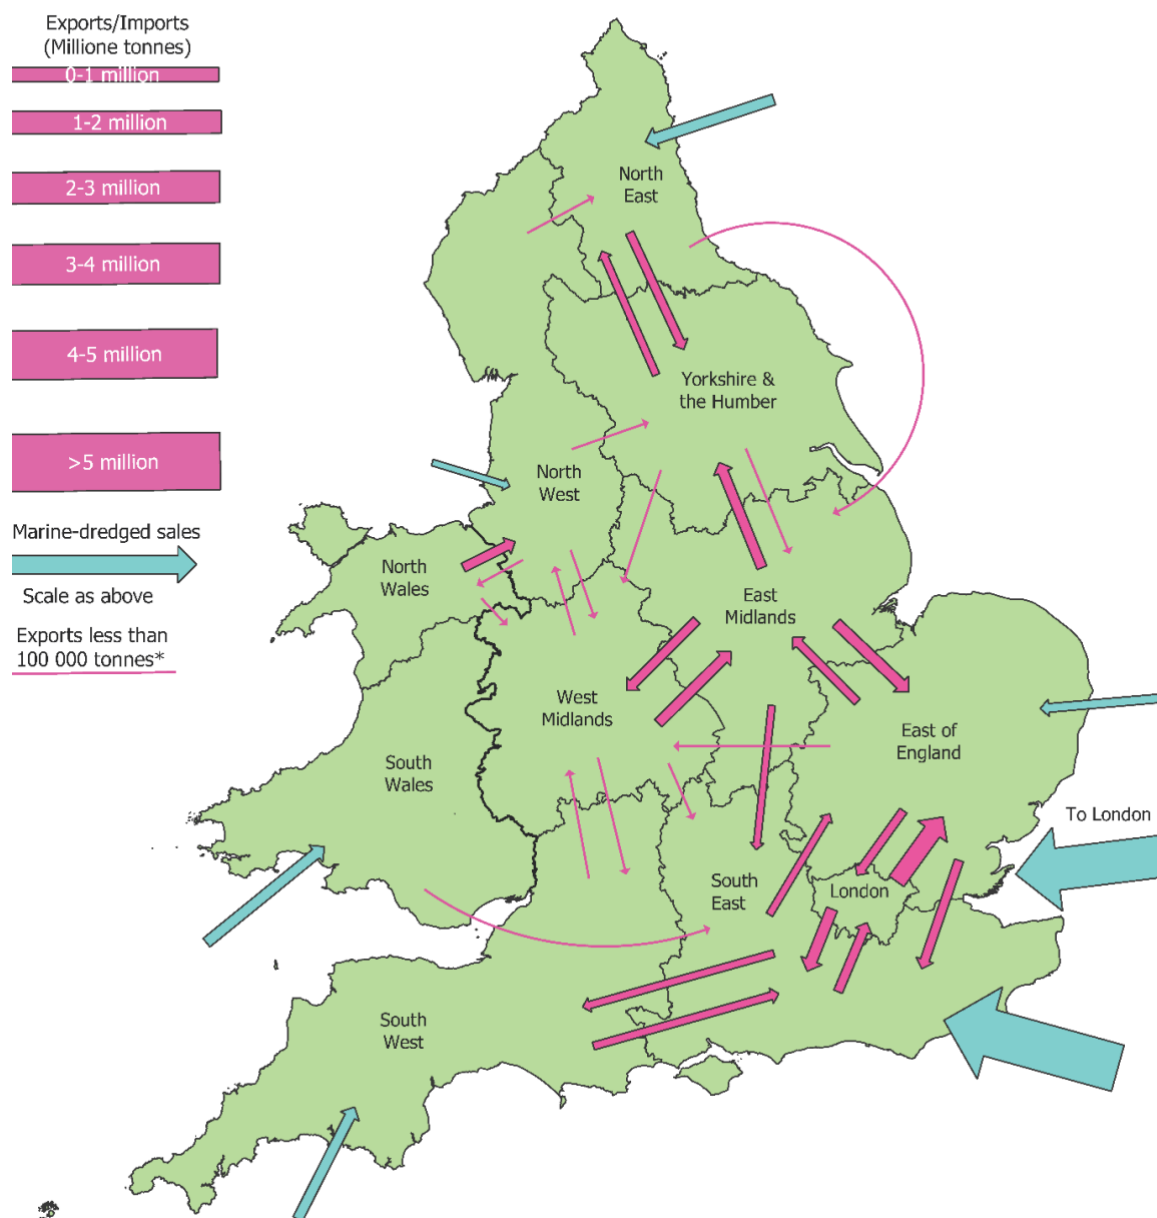 Exports/Imports
(Millione tonnes)
0-1 million
1-2 million
2-3 million
3-4 million
4-5 million
>5 million
Marine-dredged sales
Scale as above
Exports less than
100 000 tonnes*
North
East
Yorkshire &
the Humber
North
West
North
Wales
East
Midlands
West
Midlands
East of
England
South
Wales
To London
South
East
London
South
West